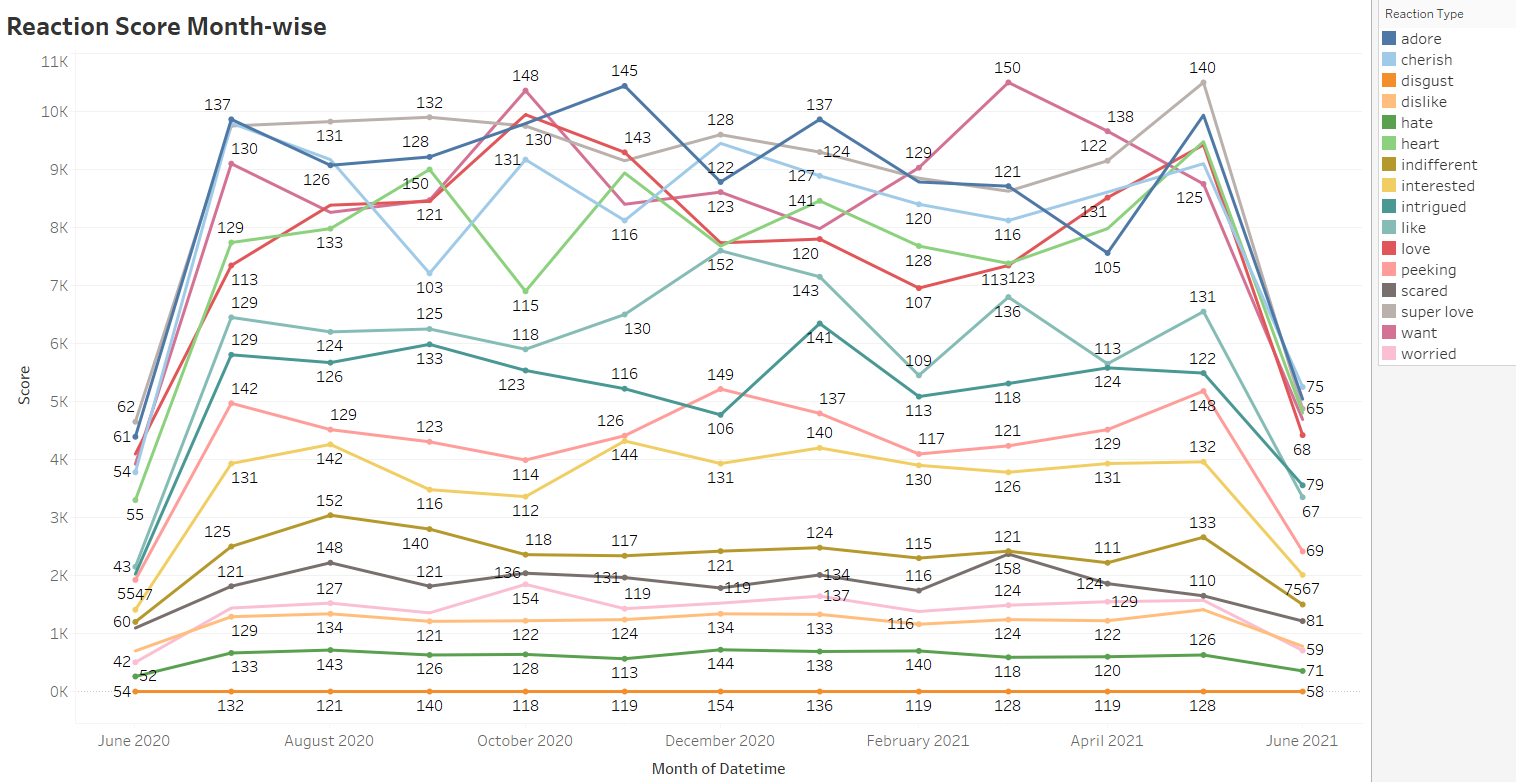 Reaction Score Month-wise
Reaction Type
adore
cherish
disgust
dislike
hate
heart
indifferent
interested
intrigued
like
love
peeking
scared
super love
want
worried
Score
11K
10K
9K
8K
7K
6K
5K
4K
3K
2K
1K
0K
150
145
148
140
137 132 137
138
131 128
128 130 143
130 122 124 129 122
131
126 150 127 121
121 123 141 131 125
129 133 116 120 116
120 128
113 103 152 143 107 113 123
129 125 115 136 131
129 124 133 118 130 141 109 113 122
126 123 116 113 118 124 75
142 149 137 148 65
62 129 123 126 106 117 121
61 144 140 129 132 68
54 131 142 114 131 130 126 131 79
55 152 116 112 67
125 140 118 117 124 115 121 111 133
43 121 148 121 136 131 121 134 116 158 124 110 69
5547 127 154 119 119 137 124 129 7567
60 129 134 121 122 124 134 133 116 124 122 126 81
42 52 133 143 126 128 113 144 138 140 118 120 59
71
54 58
132 121 140 118 119 154 136 119 128 119 128
June 2020 August 2020 October 2020 December 2020 February 2021 April 2021 June 2021
Month of Datetime